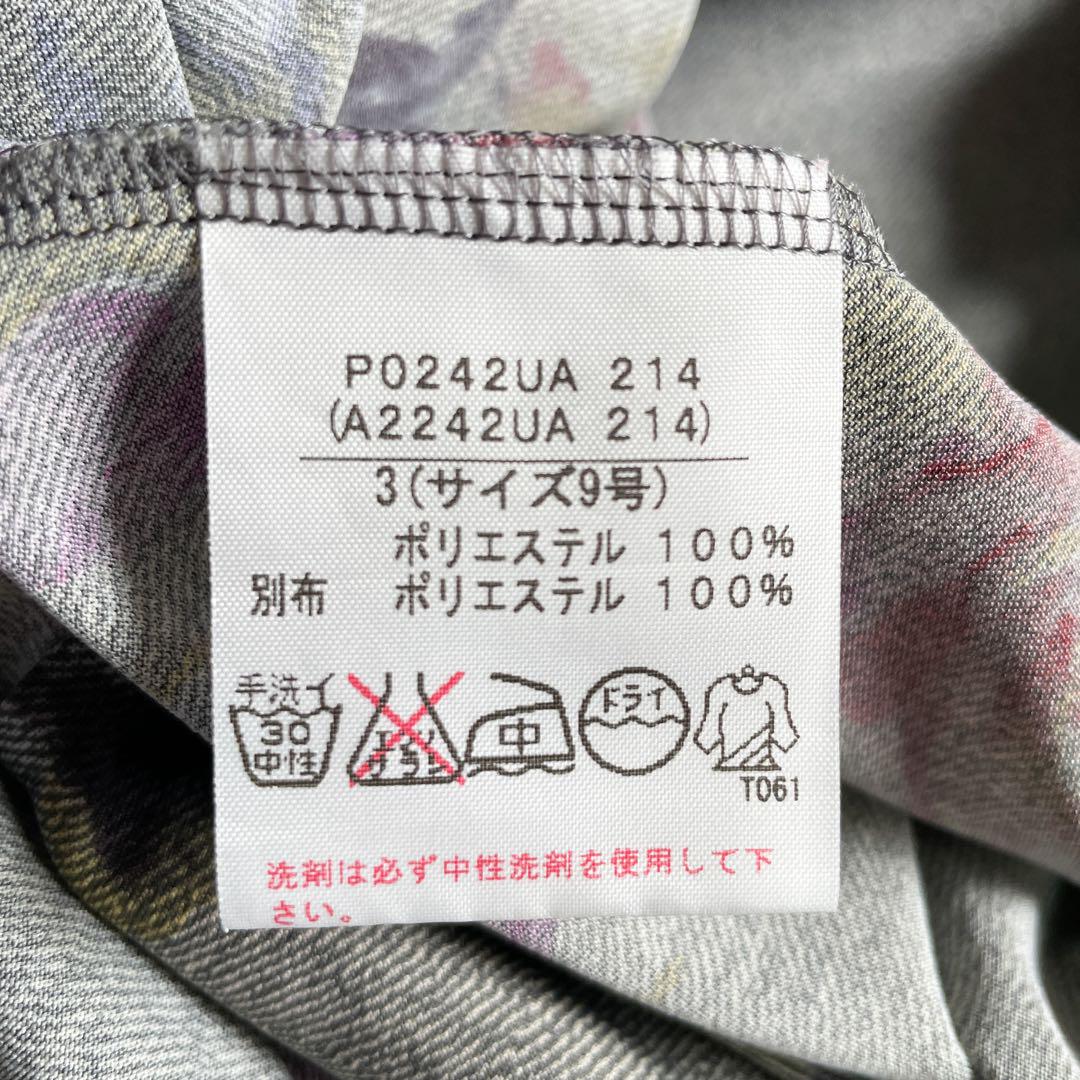 P0242UA 214
(A2242UA 214)
3(サイズ9号)
ポリエステル 100%
別布 ポリエステル 100%
手洗イ
30
中性
エンソ
サラシ
中
ドライ
T061
洗剤は必ず中性洗剤を使用して下
さい。